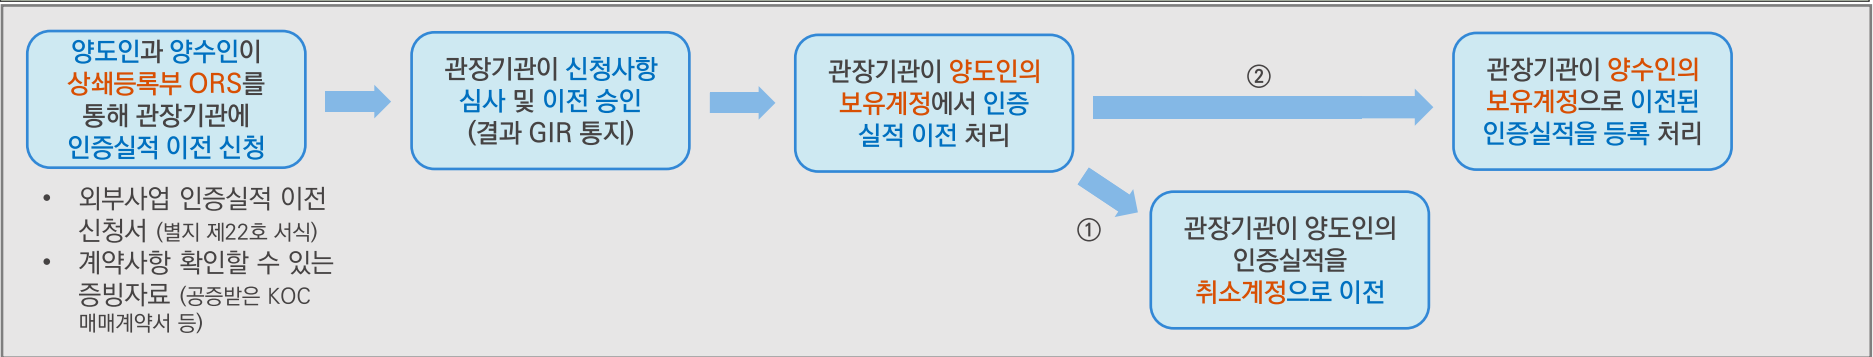 양도인과 양수인이
상쇄등록부 ORS를
통해 관장기관에
인증실적 이전 신청
• 외부사업 인증실적 이전
신청서 (별지 제22호 서식)
• 계약사항 확인할 수 있는
증빙자료 (공증받은 KOC
매매계약서 등)
관장기관이 신청사항
심사 및 이전 승인
(결과 GIR 통지)
관장기관이 양도인의
보유계정에서 인증
실적 이전 처리
①
관장기관이 양도인의
인증실적을
취소계정으로 이전
②
관장기관이 양수인의
보유계정으로 이전된
인증실적을 등록 처리